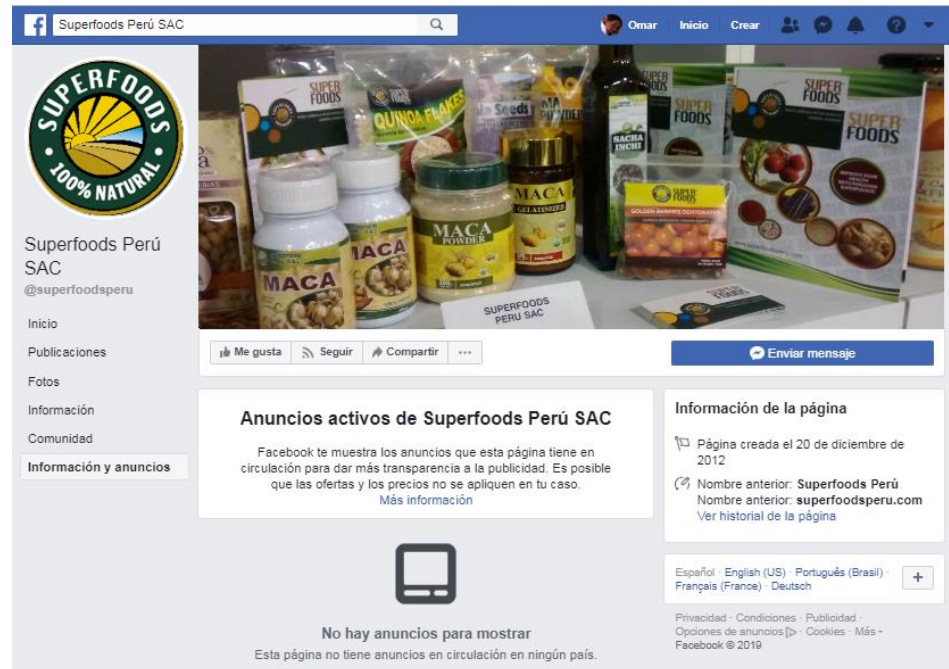 Superfoods Perú SAC
Omar
Inicio
Crear
SUPERFOODS
100% NATURAL
Superfoods Perú
SAC
@superfoodsperu
Inicio
Publicaciones
Fotos
Información
Comunidad
Información y anuncios
SUPER
FOODS
QUINOA FLAKES
SUPER
FOODS
SACHA
INCHI
SUPER
FOODS
MACA
MACA
MACA
POWDER
MACA
GELATINIZED
SUPER
FOODS
GOLDEN BERRIES DEHYDRATED
SUPERFOODS
PERU SAC
Me gusta
Seguir
Compartir
Enviar mensaje
Anuncios activos de Superfoods Perú SAC
Facebook te muestra los anuncios que esta página tiene en
circulación para dar más transparencia a la publicidad. Es posible
que las ofertas y los precios no se apliquen en tu caso.
Más información
No hay anuncios para mostrar
Esta página no tiene anuncios en circulación en ningún país.
Información de la página
Página creada el 20 de diciembre de
2012
Nombre anterior: Superfoods Perú
Nombre anterior: superfoodsperu.com
Ver historial de la página
Español · English (US) · Português (Brasil) ·
Français (France) · Deutsch
Privacidad · Condiciones · Publicidad ·
Opciones de anuncios · Cookies · Más
Facebook © 2019